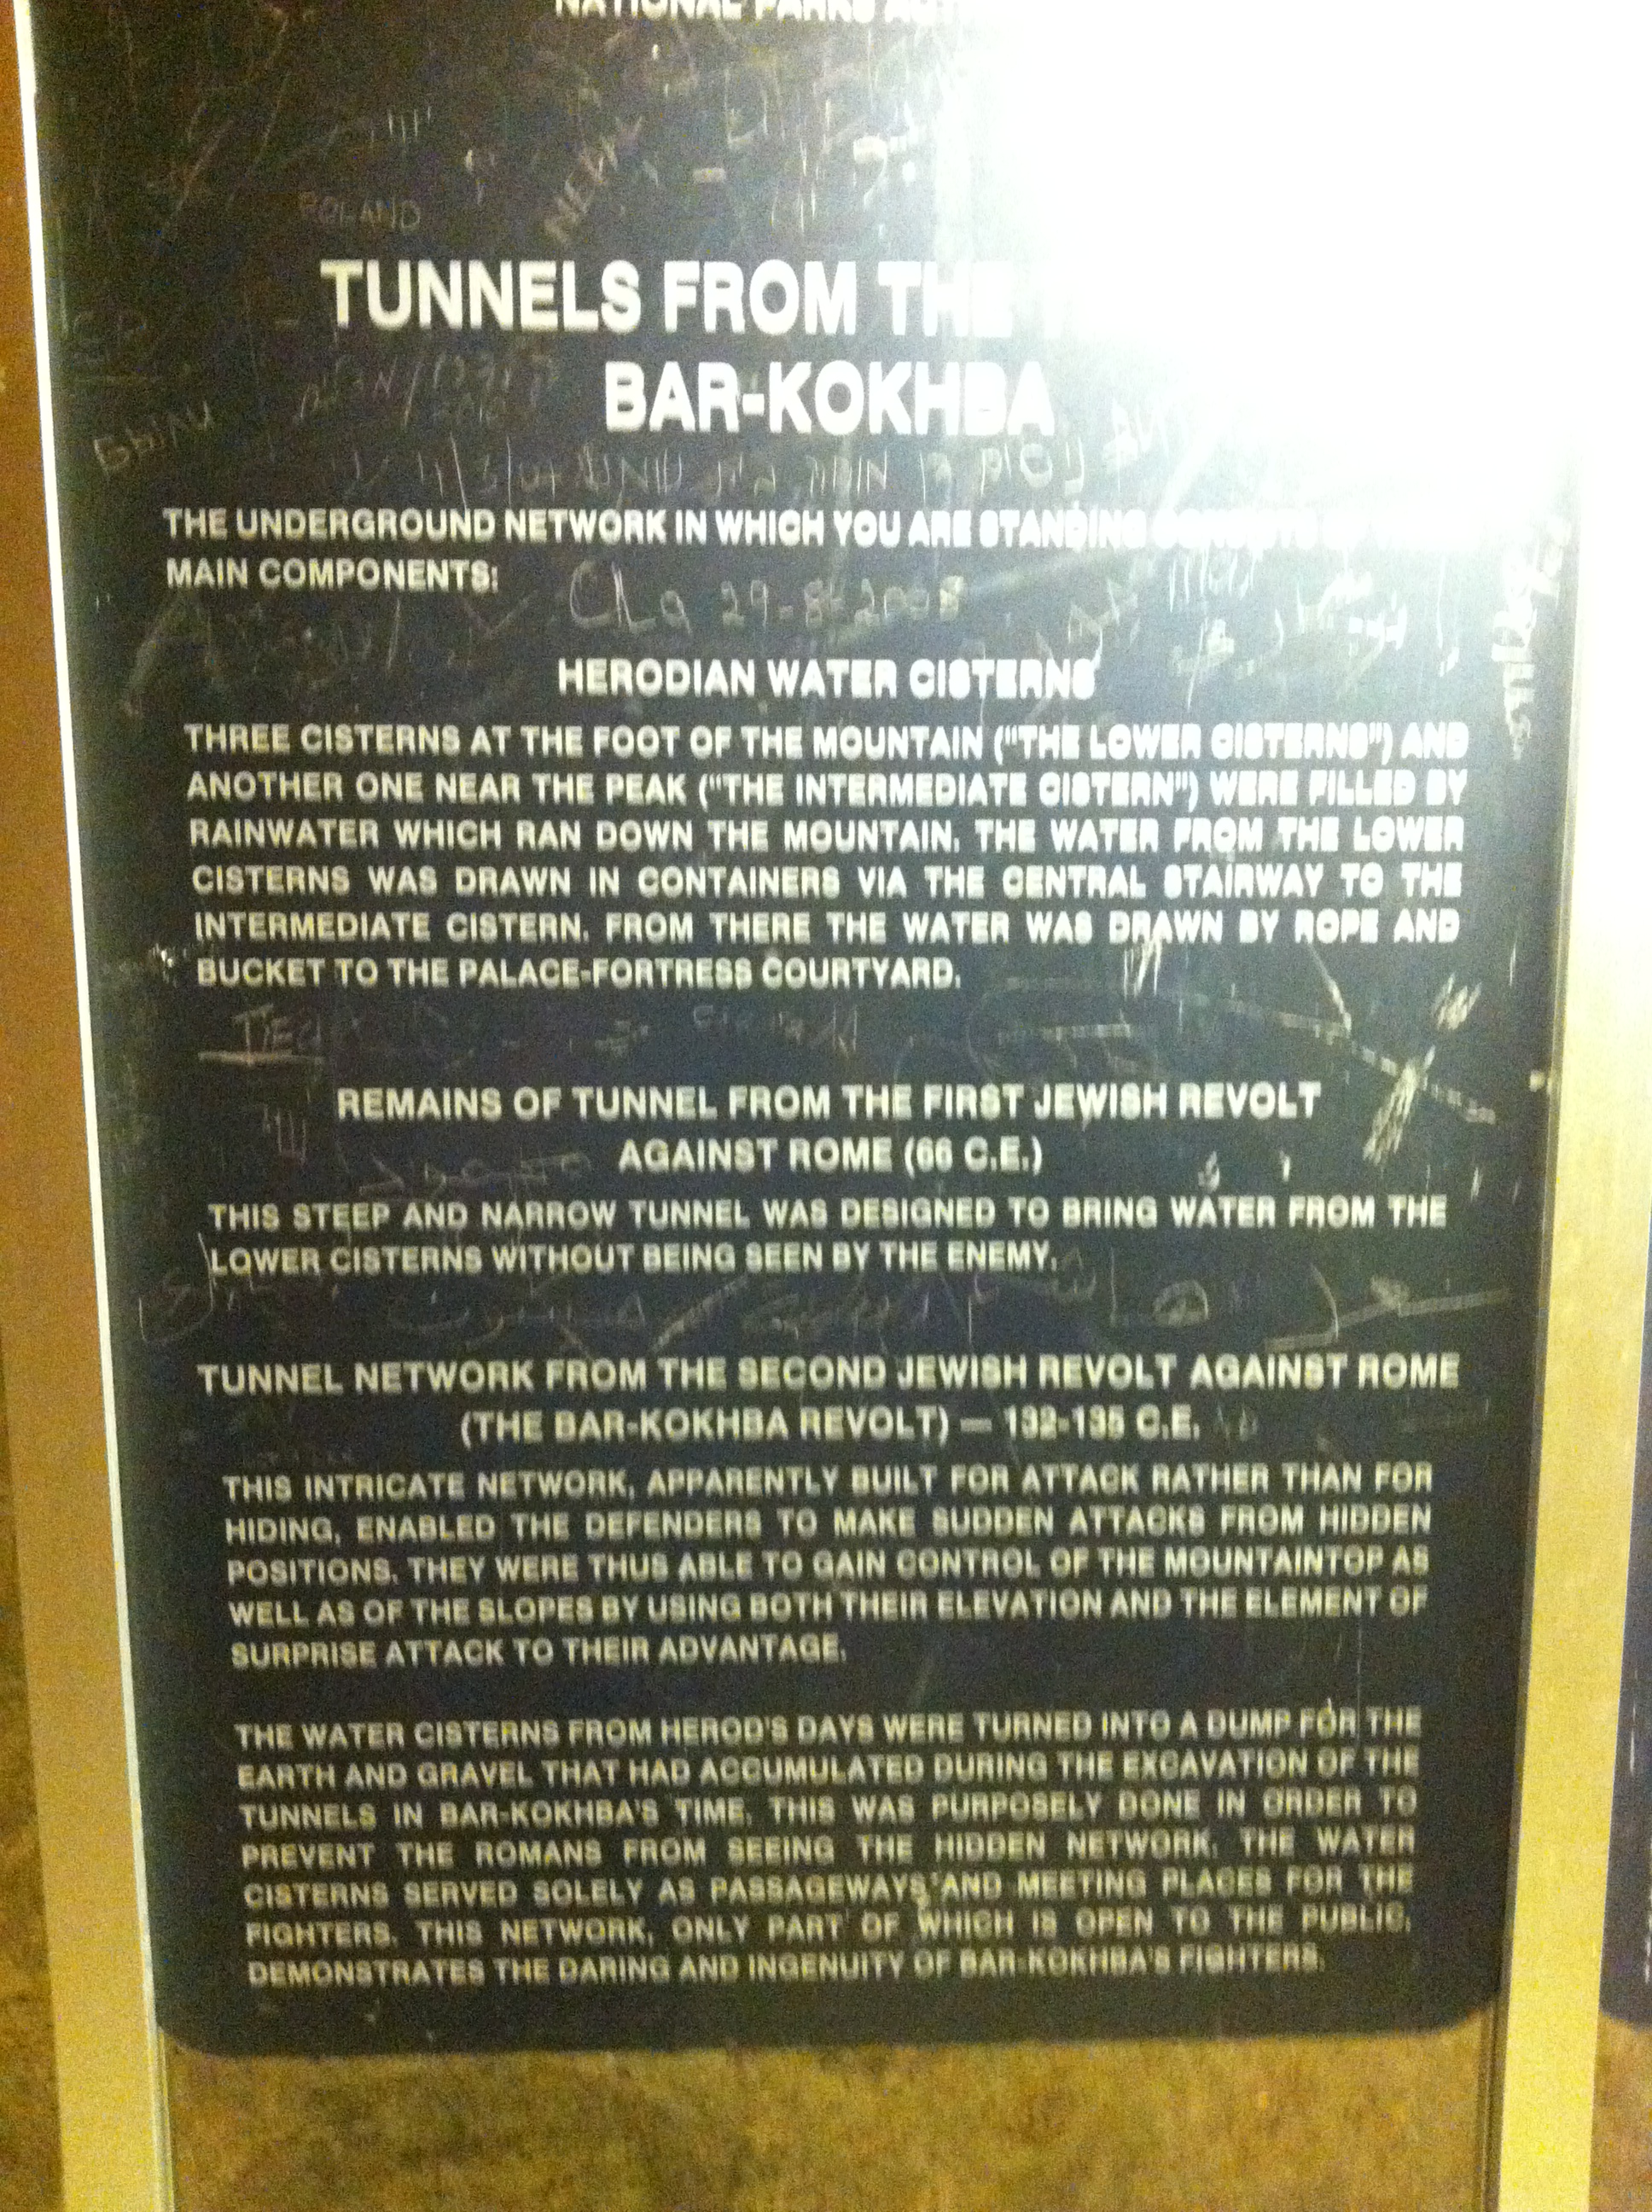 NATIONAL PARKS
POLAND
TUNNELS FROM THE
BAR-KOKHBA
THE UNDERGROUND NETWORK IN WHICH YOU ARE STANDING
MAIN COMPONENTS:
29-8-2008
HERODIAN WATER CISTERNS
THREE CISTERNS AT THE FOOT OF THE MOUNTAIN ("THE LOWER CISTERNS") AND
ANOTHER ONE NEAR THE PEAK ("THE INTERMEDIATE CISTERN") WERE FILLED BY
RAINWATER WHICH RAN DOWN THE MOUNTAIN. THE WATER FROM THE LOWER
CISTERNS WAS DRAWN IN CONTAINERS VIA THE CENTRAL STAIRWAY TO THE
INTERMEDIATE CISTERN. FROM THERE THE WATER WAS DRAWN BY ROPE AND
BUCKET TO THE PALACE-FORTRESS COURTYARD.
REMAINS OF TUNNEL FROM THE FIRST JEWISH REVOLT
AGAINST ROME (66 C.E.)
THIS STEEP AND NARROW TUNNEL WAS DESIGNED TO BRING WATER FROM THE
LOWER CISTERNS WITHOUT BEING SEEN BY THE ENEMY.
TUNNEL NETWORK FROM THE SECOND JEWISH REVOLT AGAINST ROME
(THE BAR-KOKHBA REVOLT) — 132-135 C.E.
THIS INTRICATE NETWORK, APPARENTLY BUILT FOR ATTACK RATHER THAN FOR
HIDING, ENABLED THE DEFENDERS TO MAKE SUDDEN ATTACKS FROM HIDDEN
POSITIONS. THEY WERE THUS ABLE TO GAIN CONTROL OF THE MOUNTAINTOP AS
WELL AS OF THE SLOPES BY USING BOTH THEIR ELEVATION AND THE ELEMENT OF
SURPRISE ATTACK TO THEIR ADVANTAGE.
THE WATER CISTERNS FROM HEROD'S DAYS WERE TURNED INTO A DUMP FOR THE
EARTH AND GRAVEL THAT HAD ACCUMULATED DURING THE EXCAVATION OF THE
TUNNELS IN BAR-KOKHBA'S TIME. THIS WAS PURPOSELY DONE IN ORDER TO
PREVENT THE ROMANS FROM SEEING THE HIDDEN NETWORK. THE WATER
CISTERNS SERVED SOLELY AS PASSAGEWAYS AND MEETING PLACES FOR THE
FIGHTERS. THIS NETWORK, ONLY PART OF WHICH IS OPEN TO THE PUBLIC,
DEMONSTRATES THE DARING AND INGENUITY OF BAR-KOKHBA'S FIGHTERS.